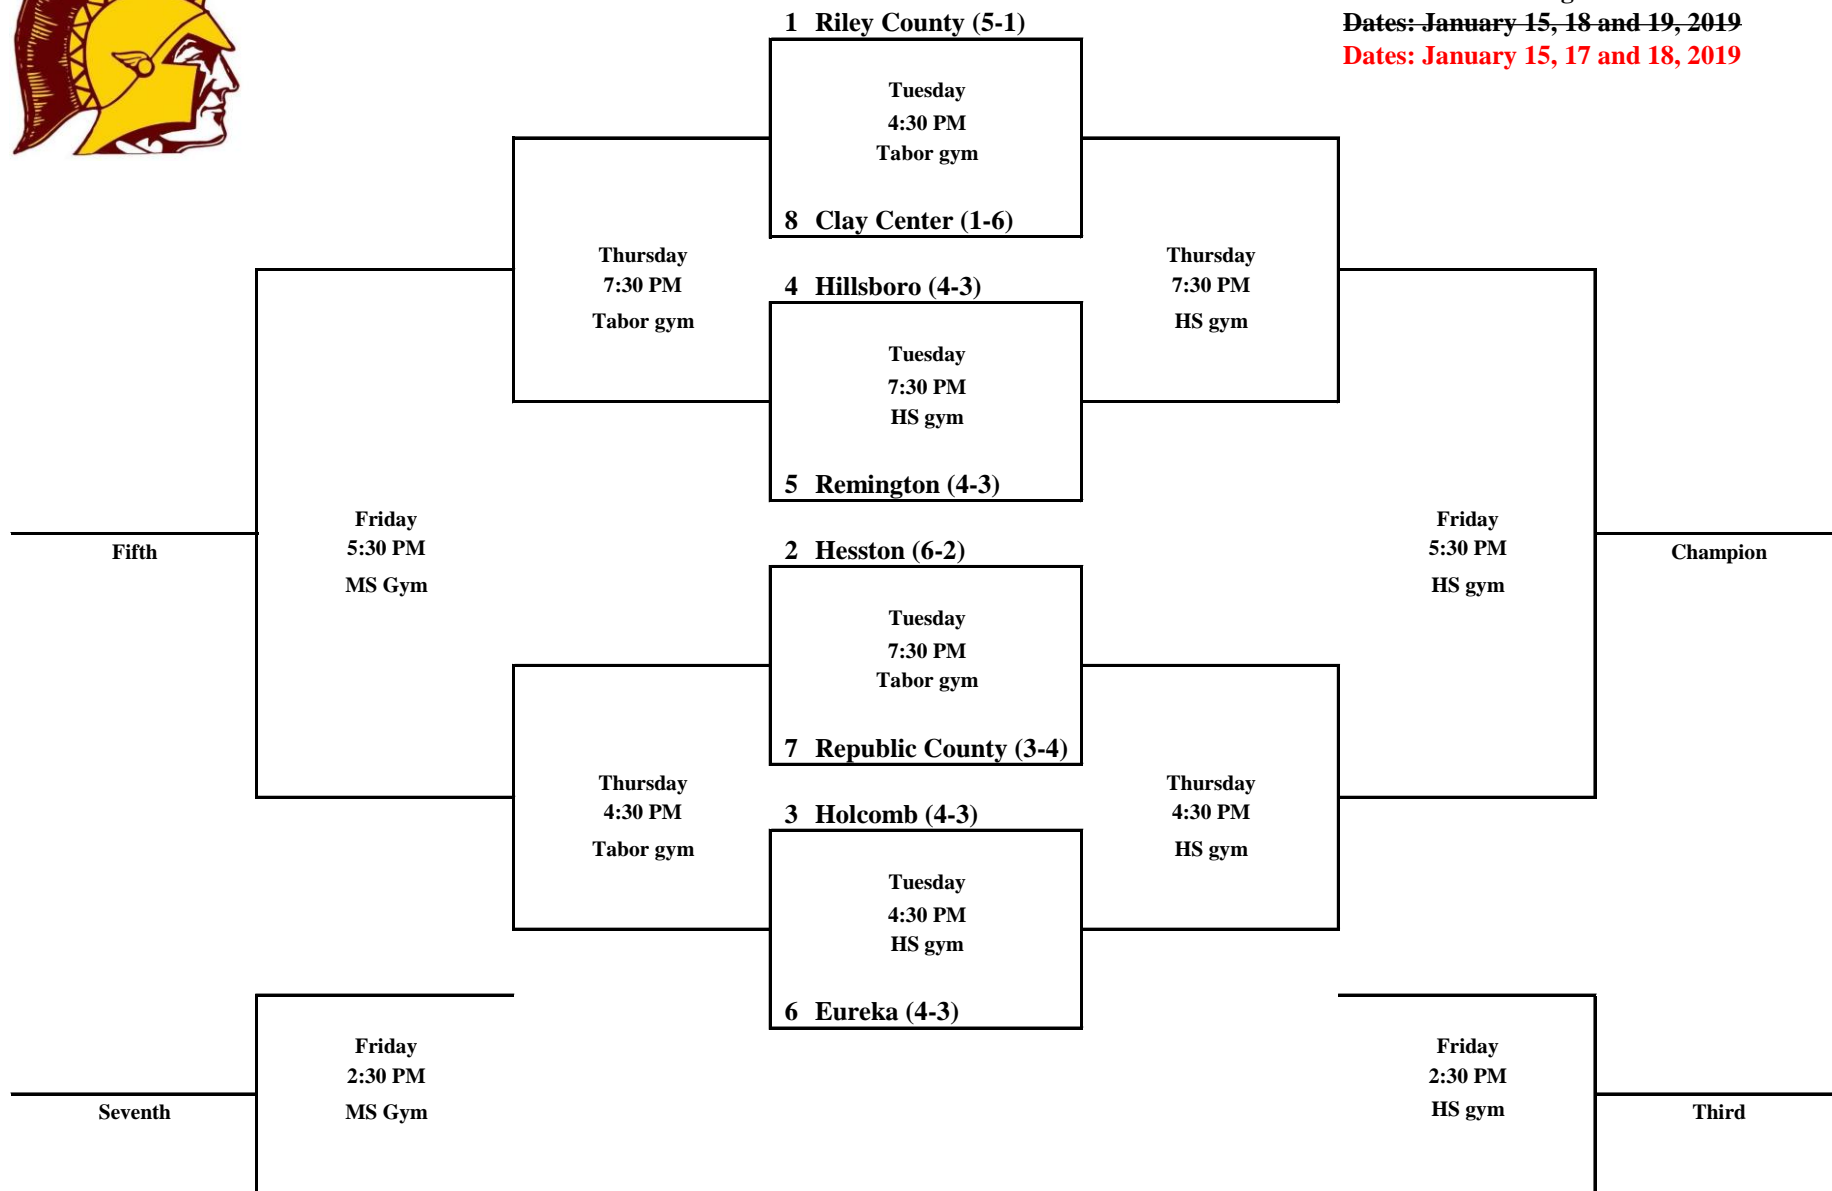 1 Riley County (5-1)
Dates: January 15, 18 and 19, 2019
Dates: January 15, 17 and 18, 2019
Tuesday
4:30 PM
Tabor gym
8 Clay Center (1-6)
Thursday
7:30 PM
Tabor gym
Thursday
7:30 PM
HS gym
4 Hillsboro (4-3)
Tuesday
7:30 PM
HS gym
5 Remington (4-3)
Friday
5:30 PM
MS Gym
Fifth
Friday
5:30 PM
HS gym
Champion
2 Hesston (6-2)
Tuesday
7:30 PM
Tabor gym
7 Republic County (3-4)
Thursday
4:30 PM
Tabor gym
Thursday
4:30 PM
HS gym
3 Holcomb (4-3)
Tuesday
4:30 PM
HS gym
6 Eureka (4-3)
Friday
2:30 PM
MS Gym
Seventh
Friday
2:30 PM
HS gym
Third